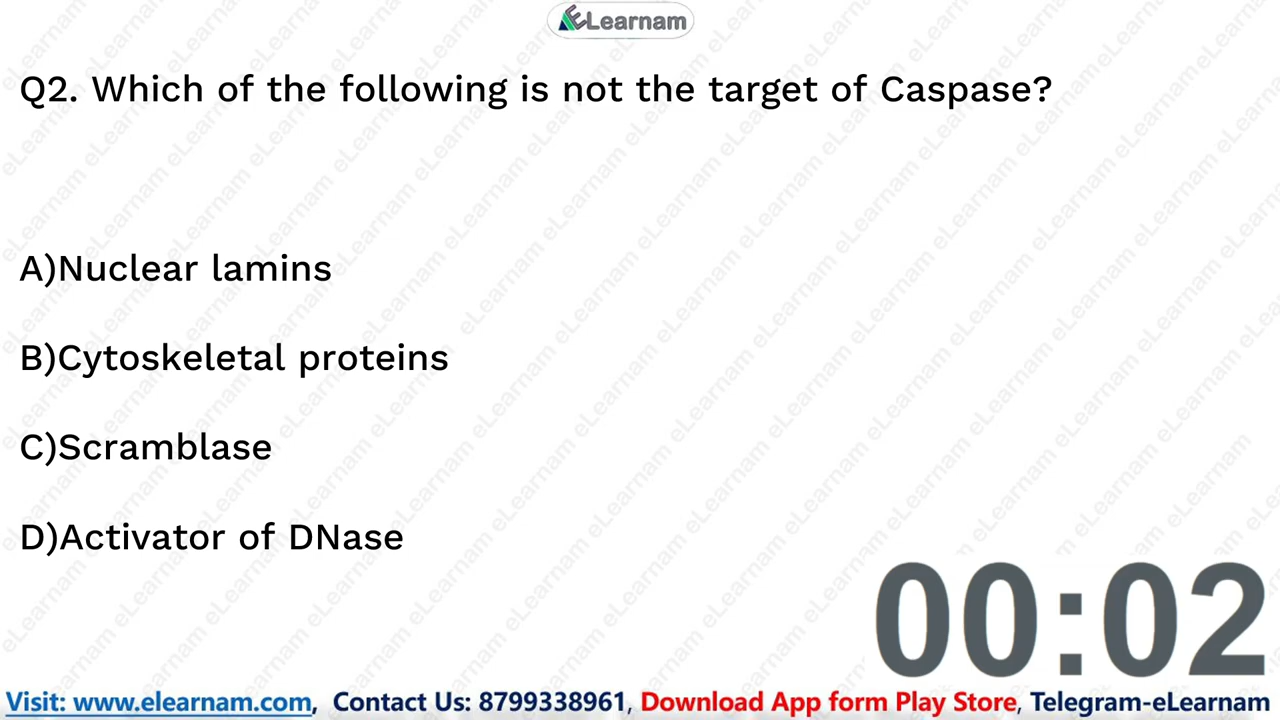 ELearnam
Q2. Which of the following is not the target of Caspase?
A)Nuclear lamins
B)Cytoskeletal proteins
C)Scramblase
D)Activator of DNase
00:02
Visit: www.elearnam.com, Contact Us: 8799338961, Download App form Play Store, Telegram-eLearnam